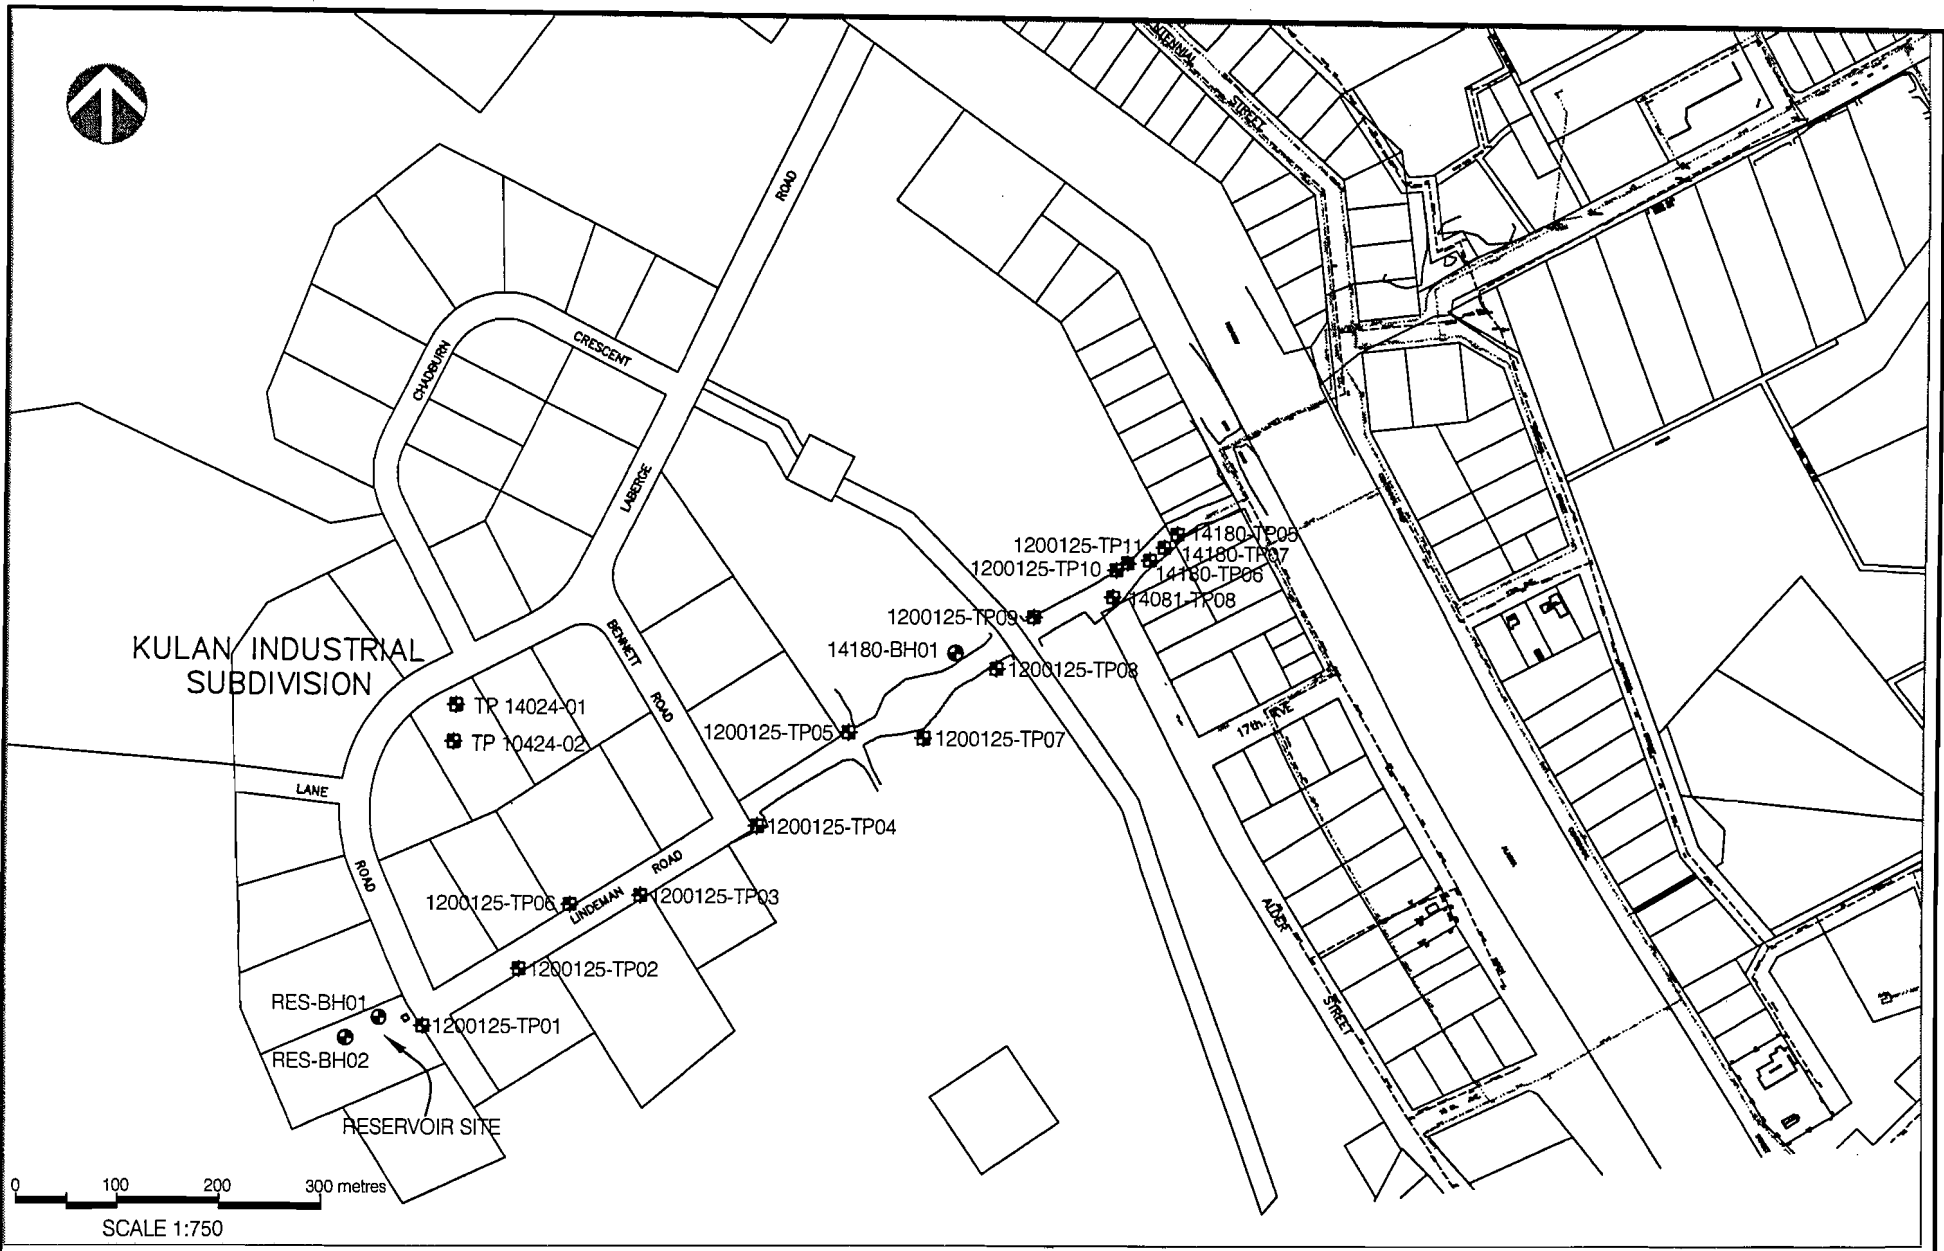 STREET
ROAD
CRESCENT
CHADBURN
LABERGE
14180-TP05
1200125-TP11
14180-TP07
1200125-TP10
14180-TP06
14081-TP08
1200125-TP09
KULAN INDUSTRIAL
SUBDIVISION
BENNETT
ROAD
14180-BH01
1200125-TP08
TP 14024-01
17th. AVE
1200125-TP05
1200125-TP07
TP 10424-02
LANE
1200125-TP04
ROAD
ROAD
1200125-TP06
1200125-TP03
LINDEMAN
ALDER
1200125-TP02
RES-BH01
STREET
1200125-TP01
RES-BH02
RESERVOIR SITE
0 100 200 300 metres
SCALE 1:750